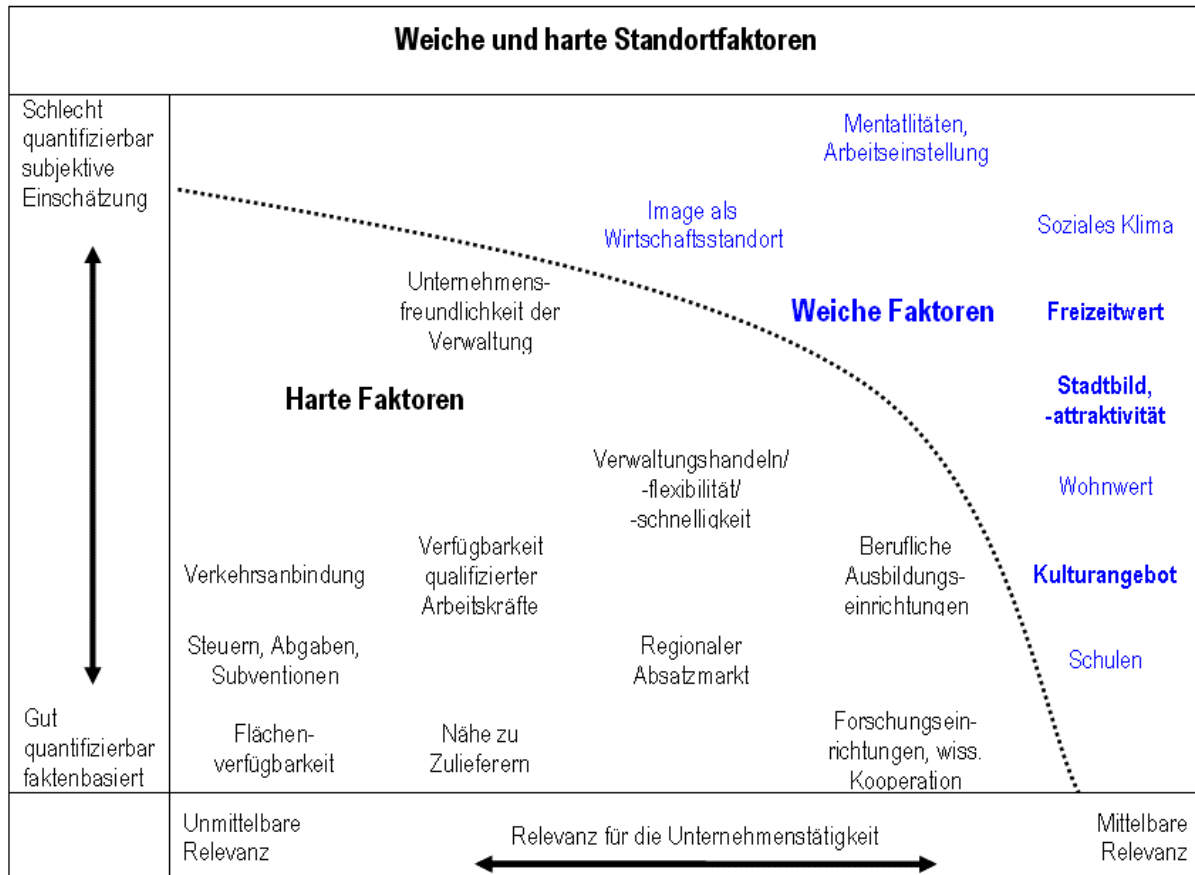 Weiche und harte Standortfaktoren
Schlecht
quantifizierbar
subjektive
Einschätzung
Mentatlitäten,
Arbeitseinstellung
Image als
Wirtschaftsstandort
Soziales Klima
Unternehmens-
freundlichkeit der
Verwaltung
Weiche Faktoren
Freizeitwert
Harte Faktoren
Stadtbild,
-attraktivität
Verwaltungshandeln/
-flexibilität/
-schnelligkeit
Wohnwert
Verkehrsanbindung
Verfügbarkeit
qualifizierter
Arbeitskräfte
Berufliche
Ausbildungs-
einrichtungen
Kulturangebot
Steuern, Abgaben,
Subventionen
Regionaler
Absatzmarkt
Schulen
Gut
quantifizierbar
faktenbasiert
Flächen-
verfügbarkeit
Nähe zu
Zulieferern
Forschungsein-
richtungen, wiss.
Kooperation
Unmittelbare
Relevanz
Relevanz für die Unternehmenstätigkeit
Mittelbare
Relevanz